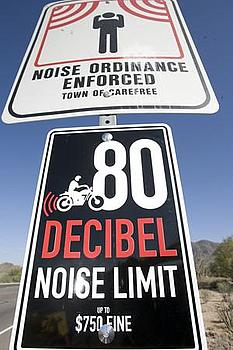 NOISE ORDINANCE
ENFORCED
TOWN OF CAREFREE
80
DECIBEL
NOISE LIMIT
UP TO
$750 FINE